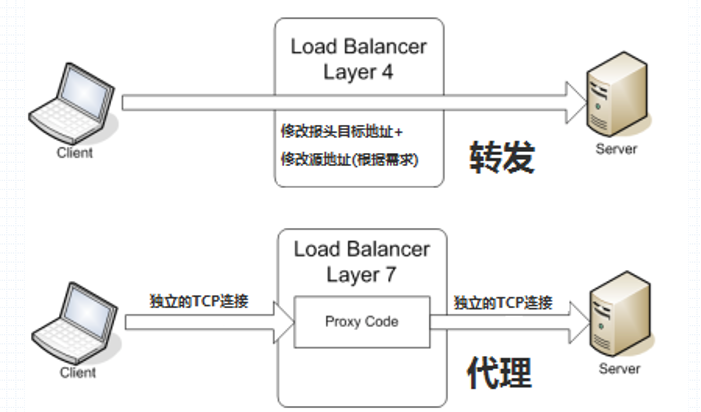 Load Balancer
Layer 4
修改报头目标地址+
修改源地址(根据需求)
转发
Client
Server
Load Balancer
Layer 7
独立的TCP连接
Proxy Code
独立的TCP连接
代理
Client
Server